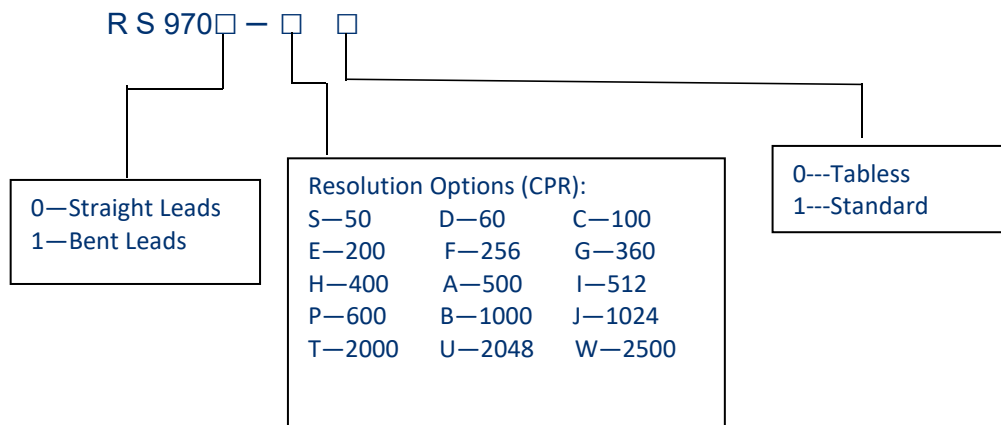 RS970□ – □ □
0—Straight Leads
1—Bent Leads
Resolution Options (CPR):
S—50 D—60 C—100
E—200 F—256 G—360
H—400 A—500 I—512
P—600 B—1000 J—1024
T—2000 U—2048 W—2500
0---Tabless
1---Standard